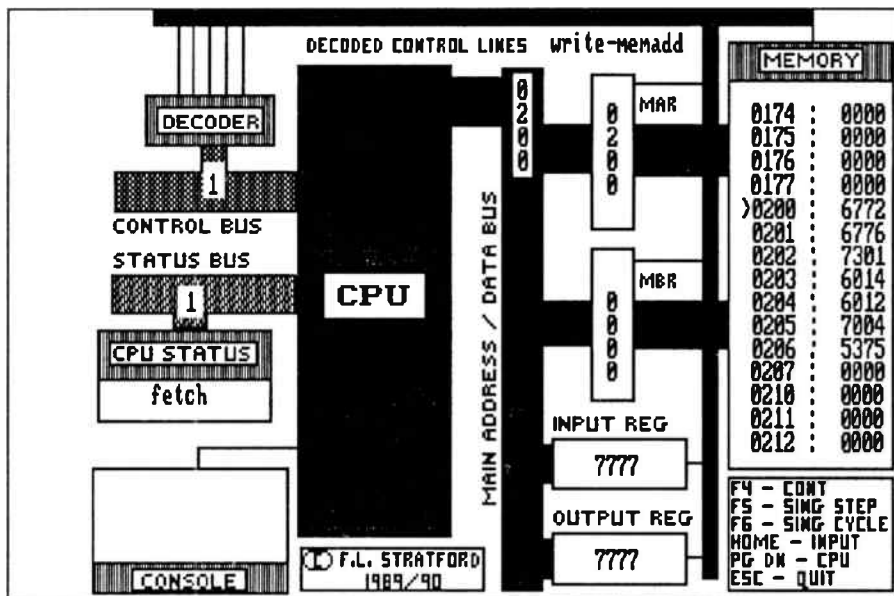 DECODED CONTROL LINES write-memadd
MEMORY
DECODER
1
CONTROL BUS
STATUS BUS
1
CPU STATUS
fetch
CONSOLE
CPU
F.L. STRATFORD
1989/90
MAIN ADDRESS / DATA BUS
0
2
0
0
MAR
0
2
0
0
MBR
0
0
0
0
INPUT REG
7777
OUTPUT REG
7777
0174 : 0000
0175 : 0000
0176 : 0000
0177 : 0000
>0200 : 6772
0201 : 6776
0202 : 7301
0203 : 6014
0204 : 6012
0205 : 7004
0206 : 5375
0207 : 0000
0210 : 0000
0211 : 0000
0212 : 0000
F4 - CONT
F5 - SING STEP
F6 - SING CYCLE
HOME - INPUT
PG DN - CPU
ESC - QUIT